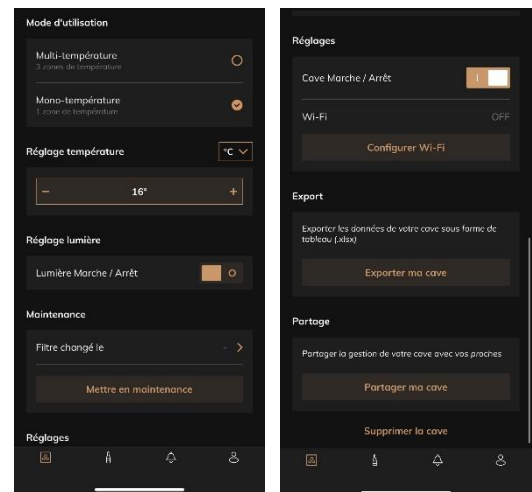 Mode d'utilisation
Multi-température
3 zones de température
Mono-température
1 zone de température
Réglage température
°C
− 16° +
Réglage lumière
Lumière Marche / Arrêt
Maintenance
Filtre changé le - >
Mettre en maintenance
Réglages
Réglages
Cave Marche / Arrêt
Wi-Fi OFF
Configurer Wi-Fi
Export
Exporter les données de votre cave sous forme de
tableau (.xlsx)
Exporter ma cave
Partage
Partager la gestion de votre cave avec vos proches
Partager ma cave
Supprimer la cave